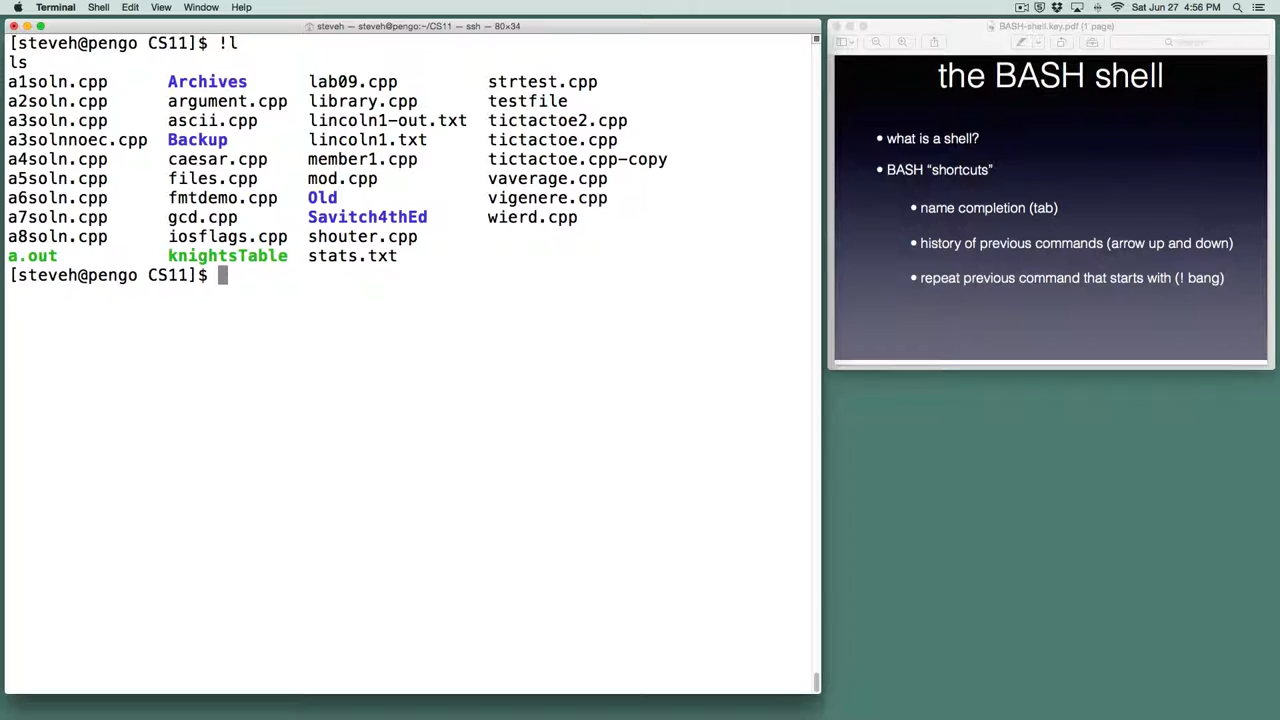 Terminal Shell Edit View Window Help
Sat Jun 27 4:56 PM
steveh — steveh@pengo:~/CS11 — ssh — 80×34
[steveh@pengo CS11]$ !l
ls
a1soln.cpp Archives lab09.cpp strtest.cpp
a2soln.cpp argument.cpp library.cpp testfile
a3soln.cpp ascii.cpp lincoln1-out.txt tictactoe2.cpp
a3solnnoec.cpp Backup lincoln1.txt tictactoe.cpp
a4soln.cpp caesar.cpp member1.cpp tictactoe.cpp-copy
a5soln.cpp files.cpp mod.cpp vaverage.cpp
a6soln.cpp fmtdemo.cpp Old vigenere.cpp
a7soln.cpp gcd.cpp Savitch4thEd wierd.cpp
a8soln.cpp iosflags.cpp shouter.cpp
a.out knightsTable stats.txt
[steveh@pengo CS11]$
BASH-shell.key.pdf (1 page)
Search
the BASH shell
• what is a shell?
• BASH “shortcuts”
• name completion (tab)
• history of previous commands (arrow up and down)
• repeat previous command that starts with (! bang)